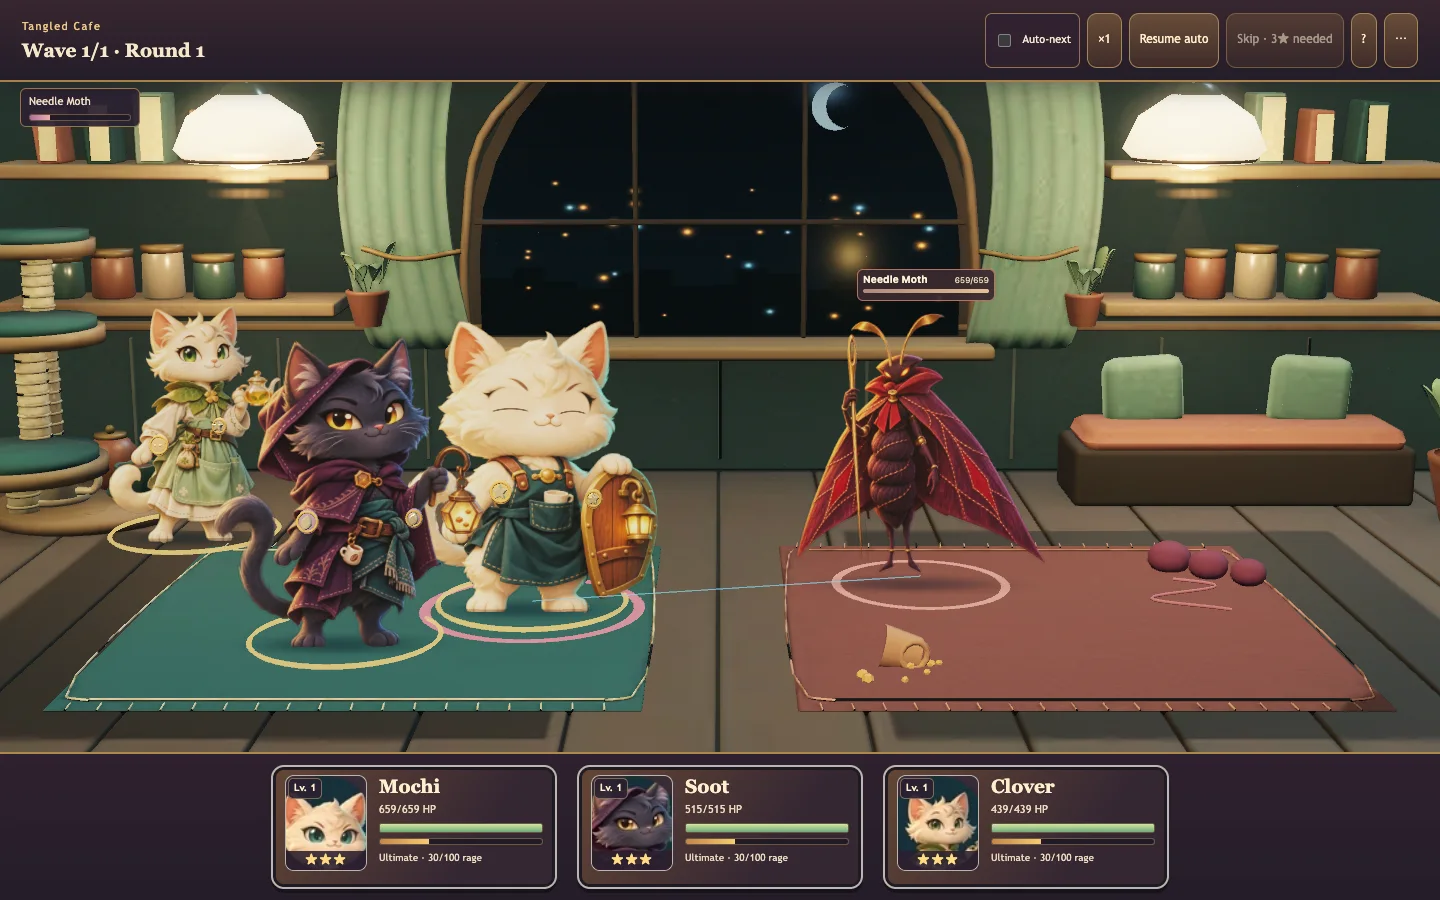 Tangled Cafe
Wave 1/1 · Round 1
Auto-next
×1
Resume auto
Skip · 3★ needed
?
...
Needle Moth
Needle Moth 659/659
Lv. 1
Mochi
659/659 HP
Ultimate · 30/100 rage
★★★
Lv. 1
Soot
515/515 HP
Ultimate · 30/100 rage
★★★
Lv. 1
Clover
439/439 HP
Ultimate · 30/100 rage
★★★